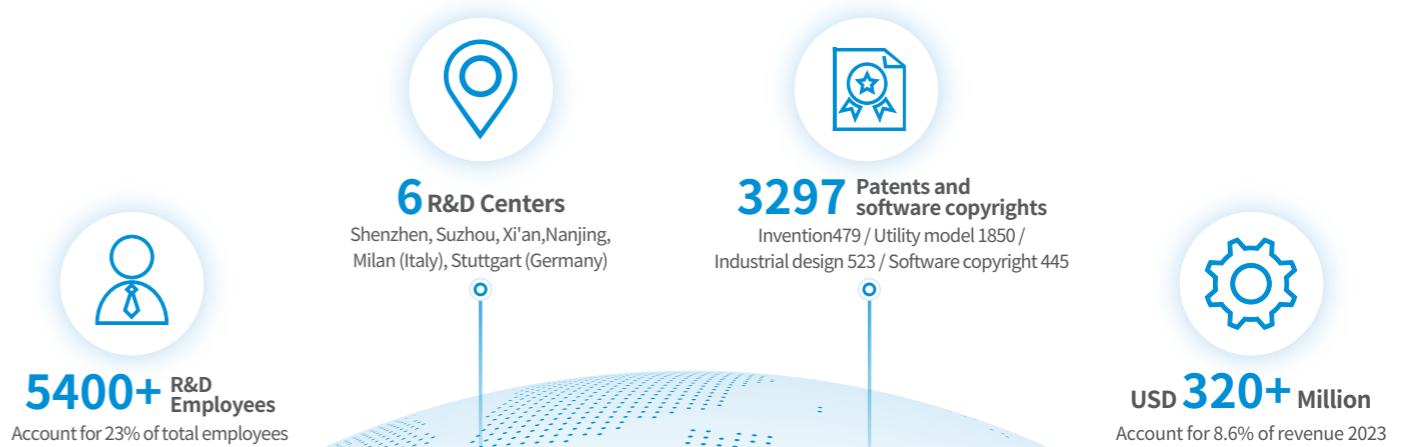 5400+ R&D
Employees
Account for 23% of total employees
6 R&D Centers
Shenzhen, Suzhou, Xi'an,Nanjing,
Milan (Italy), Stuttgart (Germany)
3297 Patents and
software copyrights
Invention479 / Utility model 1850 /
Industrial design 523 / Software copyright 445
USD 320+ Million
Account for 8.6% of revenue 2023